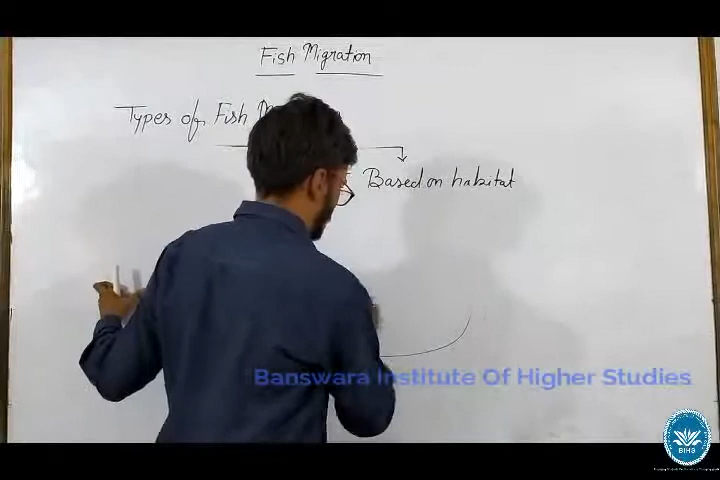 Fish Migration
Types of Fish
Based on habitat
Banswara Institute Of Higher Studies
BIHS